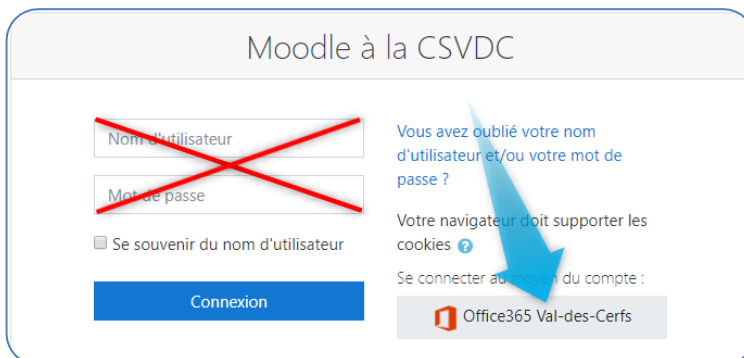 Moodle à la CSVDC
Nom d'utilisateur
Mot de passe
Se souvenir du nom d'utilisateur
Connexion
Vous avez oublié votre nom
d'utilisateur et/ou votre mot de
passe ?
Votre navigateur doit supporter les
cookies
Se connecter au moyen du compte :
Office365 Val-des-Cerfs